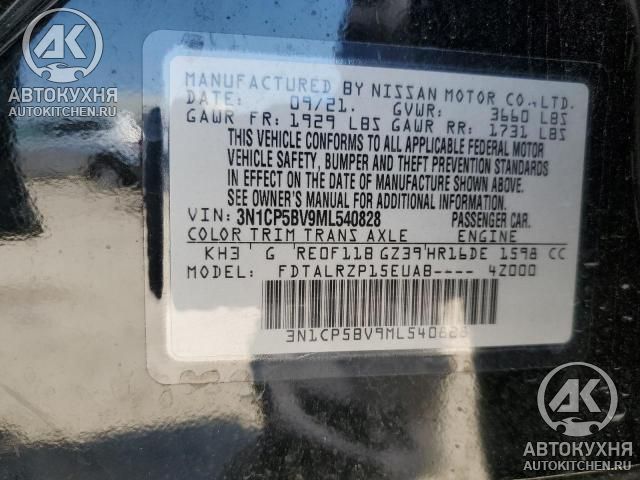 АК
АВТОКУХНЯ
AUTOKITCHEN.RU
MANUFACTURED BY NISSAN MOTOR CO.,LTD.
DATE: 09/21. GVWR: 3660 LBS
GAWR FR: 1929 LBS GAWR RR: 1731 LBS
THIS VEHICLE CONFORMS TO ALL APPLICABLE FEDERAL MOTOR
VEHICLE SAFETY, BUMPER AND THEFT PREVENTION STANDARDS
IN EFFECT ON THE DATE OF MANUFACTURE SHOWN ABOVE.
SEE OWNER'S MANUAL FOR ADDITIONAL INFORMATION.
VIN: 3N1CP5BV9ML540828 PASSENGER CAR.
COLOR TRIM TRANS AXLE ENGINE
KH3 G RE0F11B GZ39 HR16DE 1598 CC
MODEL: FDTALRZP15EUAB---- 4Z000
3N1CP5BV9ML540828
АК
АВТОКУХНЯ
AUTOKITCHEN.RU